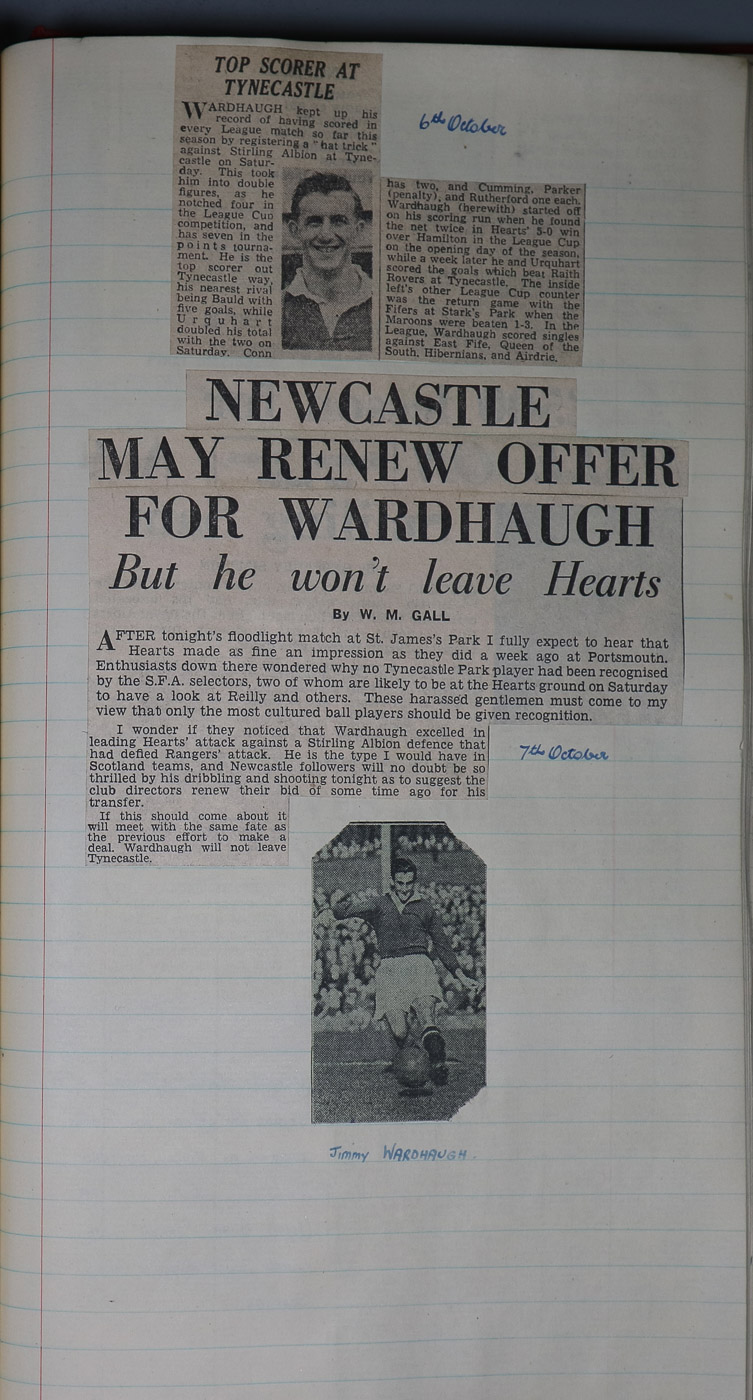 TOP SCORER AT
TYNECASTLE
WARDHAUGH kept up his
record of having scored in
every League match so far this
season by registering a "hat trick"
against Stirling Albion at Tyne-
castle on Satur-
day. This took
him into double
figures, as he
notched four in
the League Cup
competition, and
has seven in the
points tourna-
ment. He is the
top scorer out
Tynecastle way,
his nearest rival
being Bauld with
five goals, while
Urquhart
doubled his total
with the two on
Saturday. Conn
has two, and Cumming, Parker
(penalty), and Rutherford one each.
Wardhaugh (herewith) started off
on his scoring run when he found
the net twice in Hearts' 5-0 win
over Hamilton in the League Cup
on the opening day of the season,
while a week later he and Urquhart
scored the goals which beat Raith
Rovers at Tynecastle. The inside
left's other League Cup counter
was the return game with the
Fifers at Stark's Park when the
Maroons were beaten 1-3. In the
League, Wardhaugh scored singles
against East Fife, Queen of the
South, Hibernians, and Airdrie.
6th October
NEWCASTLE
MAY RENEW OFFER
FOR WARDHAUGH
But he won't leave Hearts
By W. M. GALL
AFTER tonight's floodlight match at St. James's Park I fully expect to hear that
Hearts made as fine an impression as they did a week ago at Portsmouth.
Enthusiasts down there wondered why no Tynecastle Park player had been recognised
by the S.F.A. selectors, two of whom are likely to be at the Hearts ground on Saturday
to have a look at Reilly and others. These harassed gentlemen must come to my
view that only the most cultured ball players should be given recognition.
I wonder if they noticed that Wardhaugh excelled in
leading Hearts' attack against a Stirling Albion defence that
had defied Rangers' attack. He is the type I would have in
Scotland teams, and Newcastle followers will no doubt be so
thrilled by his dribbling and shooting tonight as to suggest the
club directors renew their bid of some time ago for his
transfer.
If this should come about it
will meet with the same fate as
the previous effort to make a
deal. Wardhaugh will not leave
Tynecastle.
7th October
Jimmy WARDHAUGH.